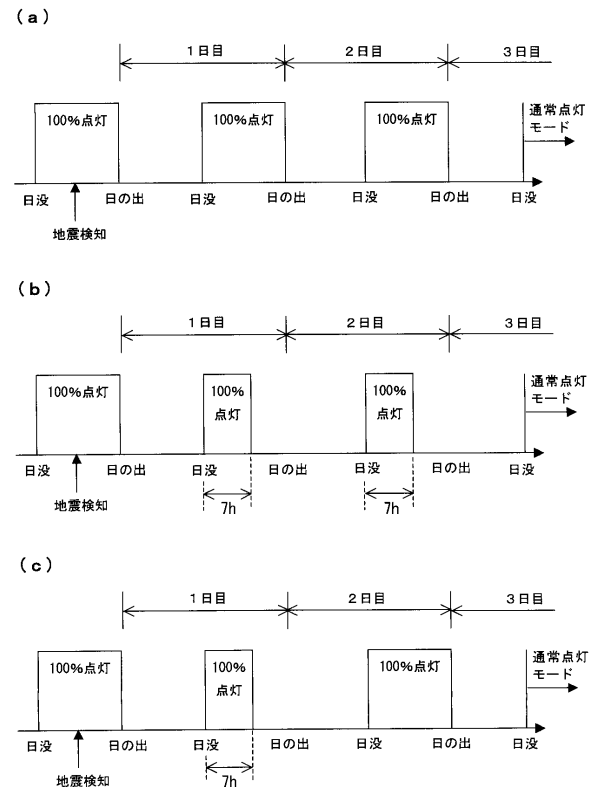 (a)
1日目 2日目 3日目
100%点灯 100%点灯 100%点灯 通常点灯
モード
日没 日の出 日没 日の出 日没 日の出 日没
地震検知
(b)
1日目 2日目 3日目
100%点灯 100% 100% 通常点灯
点灯 点灯 モード
日没 日の出 日没 日の出 日没 日の出 日没
地震検知 7h 7h
(c)
1日目 2日目 3日目
100%点灯 100% 100%点灯 通常点灯
点灯 モード
日没 日の出 日没 日の出 日没 日の出 日没
地震検知 7h